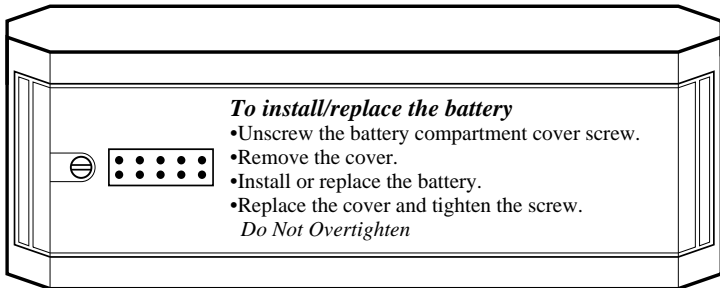 To install/replace the battery
•Unscrew the battery compartment cover screw.
•Remove the cover.
•Install or replace the battery.
•Replace the cover and tighten the screw.
Do Not Overtighten